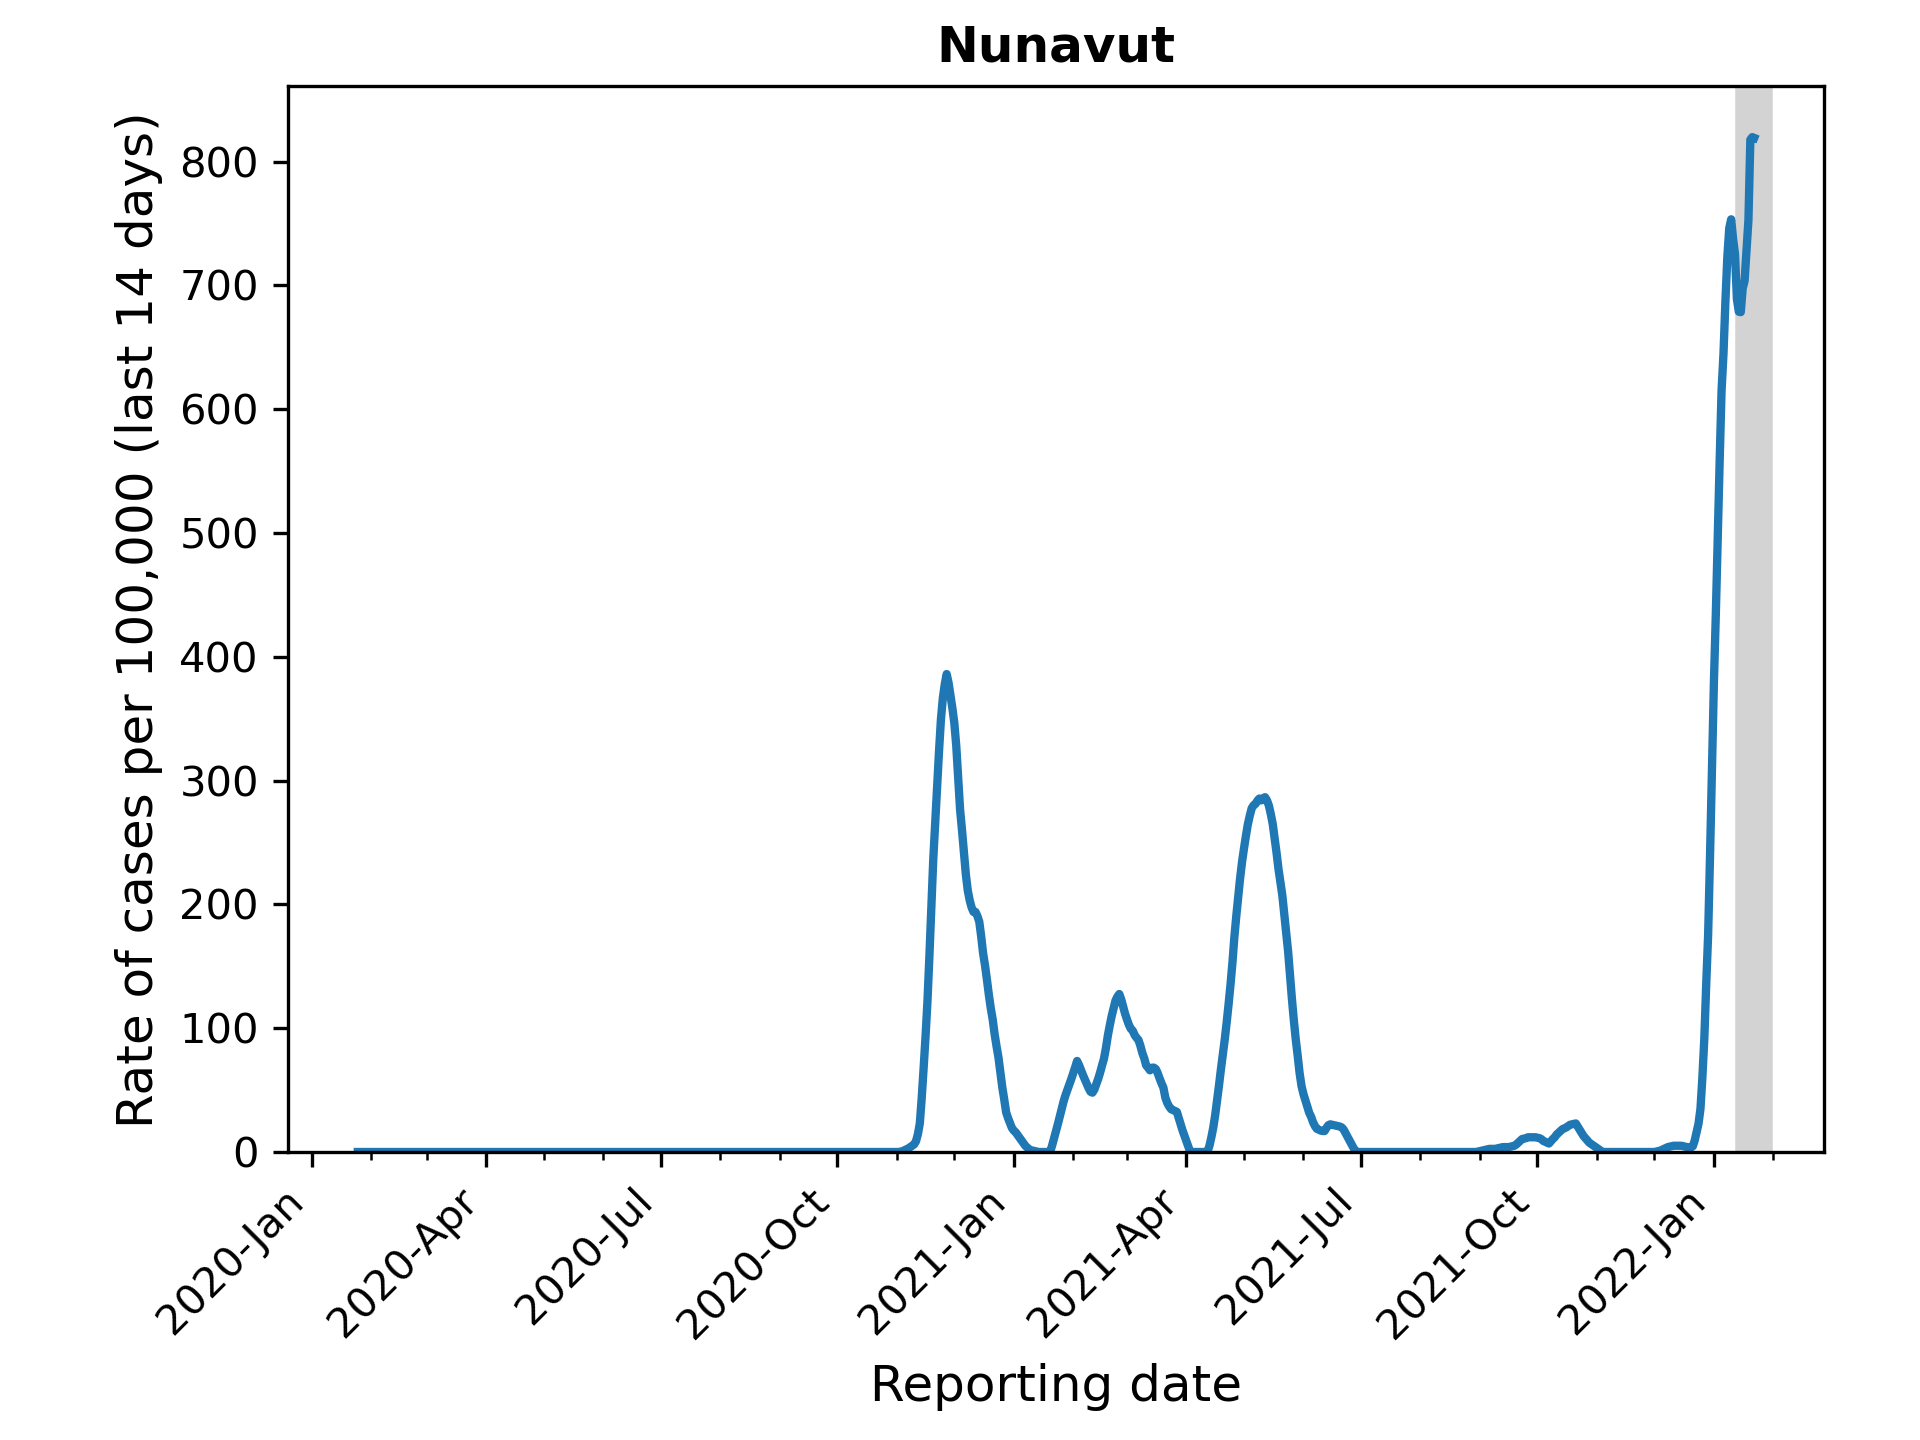 Nunavut
Rate of cases per 100,000 (last 14 days)
800
700
600
500
400
300
200
100
0
2020-Jan
2020-Apr
2020-Jul
2020-Oct
2021-Jan
2021-Apr
2021-Jul
2021-Oct
2022-Jan
Reporting date